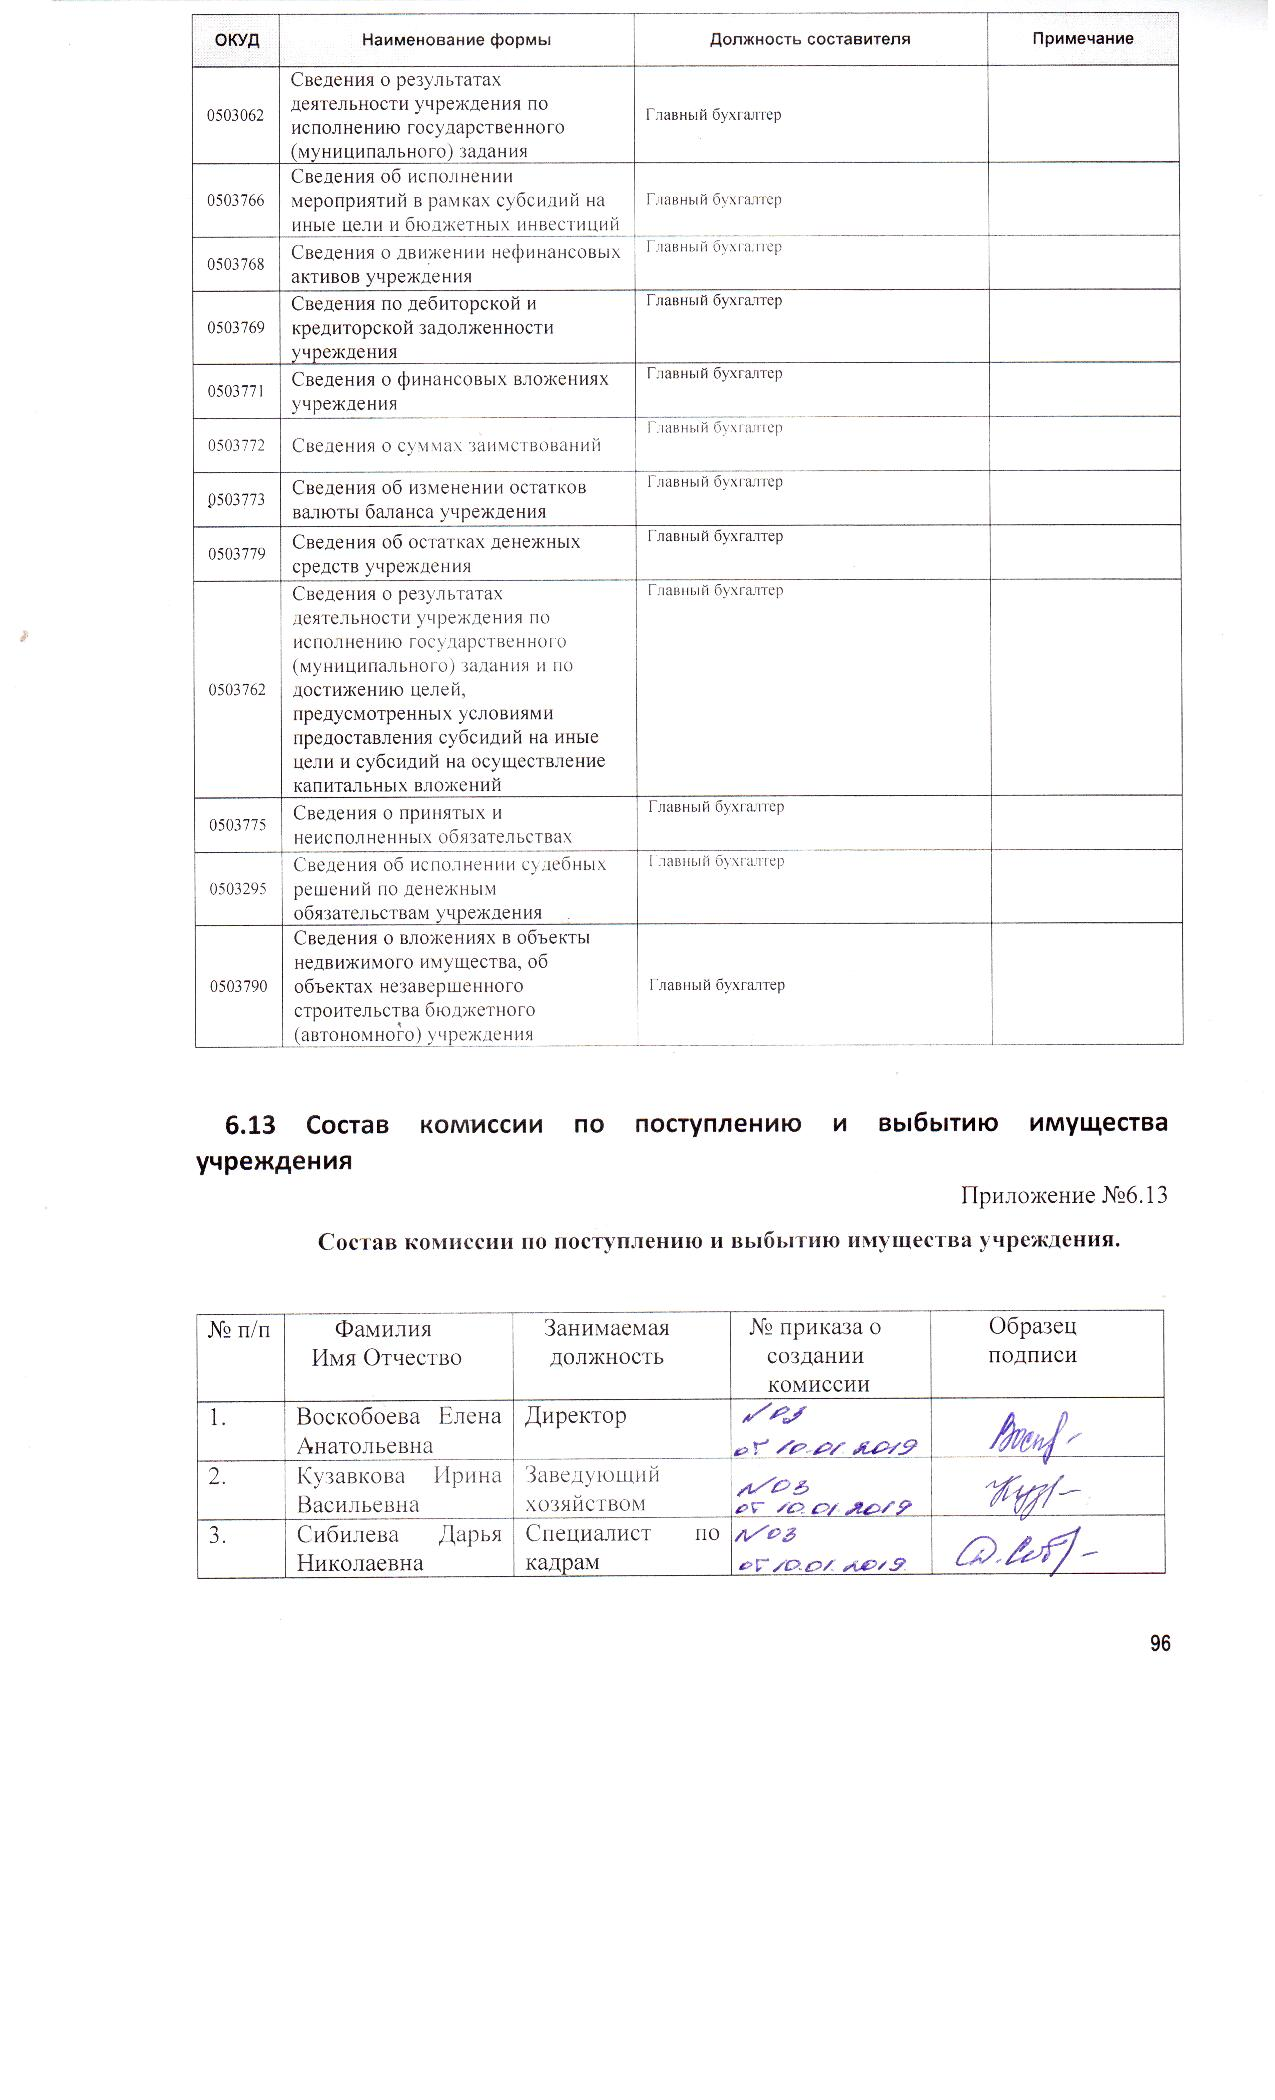 ОКУД Наименование формы Должность составителя Примечание
Сведения о результатах
деятельности учреждения по
0503062 исполнению государственного Главный бухгалтер
(муниципального) задания
Сведения об исполнении
0503766 мероприятий в рамках субсидий на Главный бухгалтер
иные цели и бюджетных инвестиций
0503768 Сведения о движении нефинансовых Главный бухгалтер
активов учреждения
Сведения по дебиторской и Главный бухгалтер
0503769 кредиторской задолженности
учреждения
0503771 Сведения о финансовых вложениях Главный бухгалтер
учреждения
0503772 Сведения о суммах заимствований Главный бухгалтер
0503773 Сведения об изменении остатков Главный бухгалтер
валюты баланса учреждения
0503779 Сведения об остатках денежных Главный бухгалтер
средств учреждения
Сведения о результатах Главный бухгалтер
деятельности учреждения по
исполнению государственного
(муниципального) задания и по
0503762 достижению целей,
предусмотренных условиями
предоставления субсидий на иные
цели и субсидий на осуществление
капитальных вложений
0503775 Сведения о принятых и Главный бухгалтер
неисполненных обязательствах
Сведения об исполнении судебных Главный бухгалтер
0503295 решений по денежным
обязательствам учреждения
Сведения о вложениях в объекты
недвижимого имущества, об
0503790 объектах незавершенного Главный бухгалтер
строительства бюджетного
(автономного) учреждения
6.13 Состав комиссии по поступлению и выбытию имущества
учреждения
Приложение №6.13
Состав комиссии по поступлению и выбытию имущества учреждения.
№ п/п Фамилия Занимаемая № приказа о Образец
Имя Отчество должность создании подписи
комиссии
1. Воскобоева Елена Директор №03
Анатольевна от 10.01.2019
2. Кузавкова Ирина Заведующий №03
Васильевна хозяйством от 10.01.2019
3. Сибилева Дарья Специалист по №03
Николаевна кадрам от 10.01.2019
96